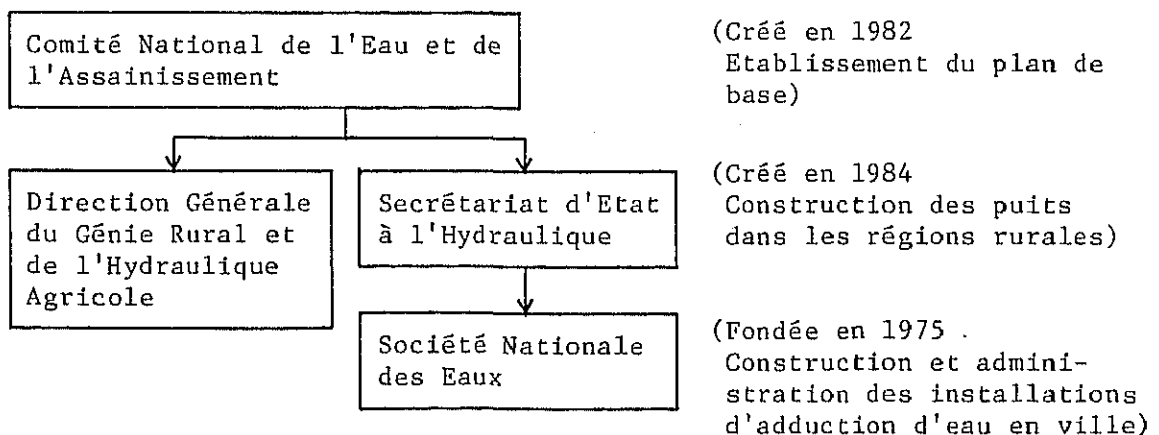 Comité National de l'Eau et de
l'Assainissement
(Créé en 1982
Etablissement du plan de
base)
Direction Générale
du Génie Rural et
de l'Hydraulique
Agricole
Secrétariat d'Etat
à l'Hydraulique
(Créé en 1984
Construction des puits
dans les régions rurales)
Société Nationale
des Eaux
(Fondée en 1975 .
Construction et admini-
stration des installations
d'adduction d'eau en ville)